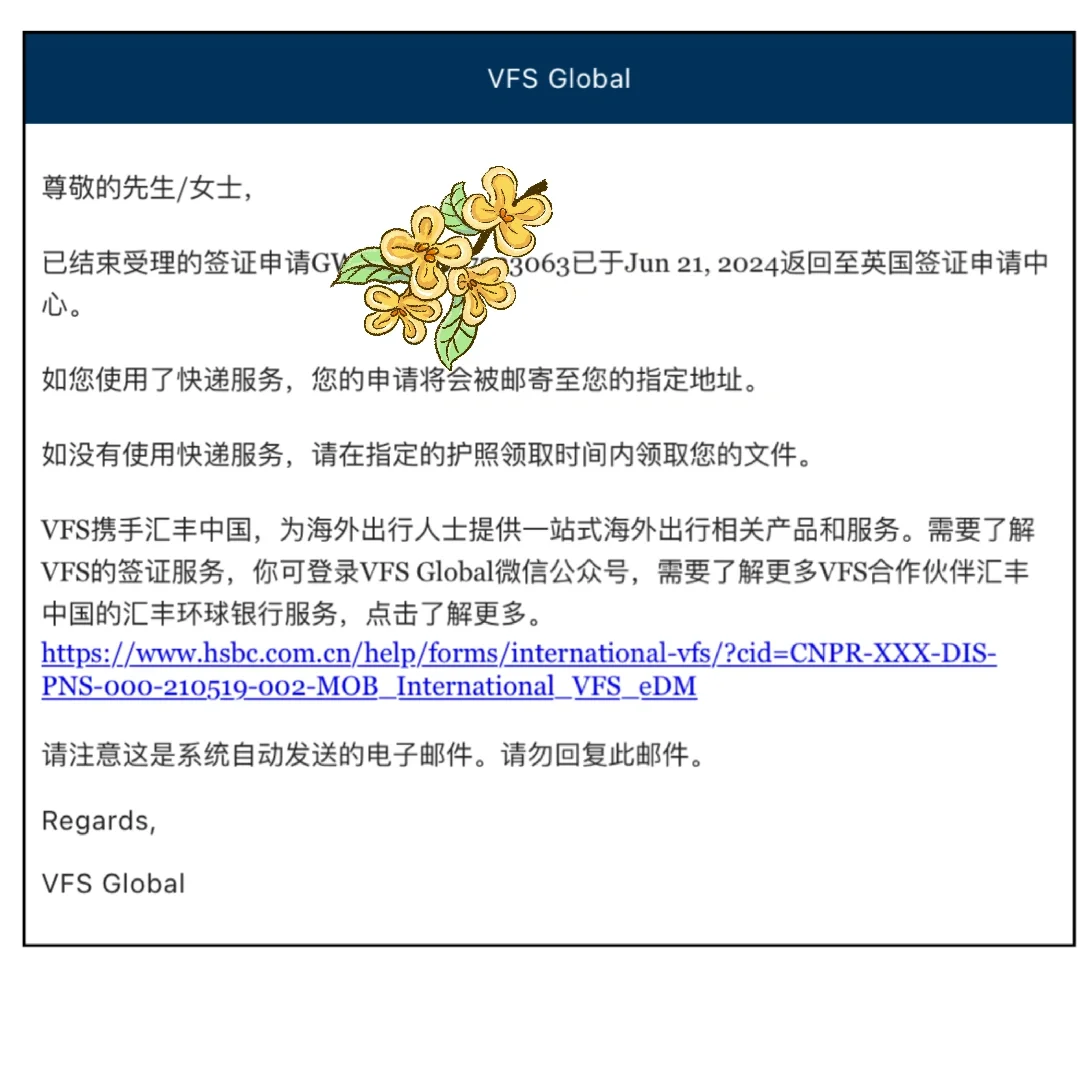 VFS Global
尊敬的先生/女士，
已结束受理的签证申请GW 3063已于Jun 21, 2024返回至英国签证申请中
心。
如您使用了快递服务，您的申请将会被邮寄至您的指定地址。
如没有使用快递服务，请在指定的护照领取时间内领取您的文件。
VFS携手汇丰中国，为海外出行人士提供一站式海外出行相关产品和服务。需要了解
VFS的签证服务，你可登录VFS Global微信公众号，需要了解更多VFS合作伙伴汇丰
中国的汇丰环球银行服务，点击了解更多。
https://www.hsbc.com.cn/help/forms/international-vfs/?cid=CNPR-XXX-DIS-
PNS-000-210519-002-MOB_International_VFS_eDM
请注意这是系统自动发送的电子邮件。请勿回复此邮件。
Regards,
VFS Global